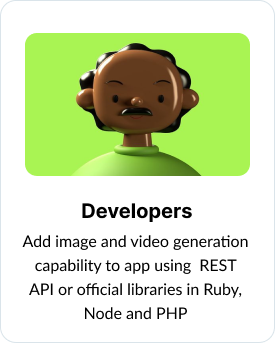 Developers
Add image and video generation
capability to app using  REST
API or official libraries in Ruby,
Node and PHP